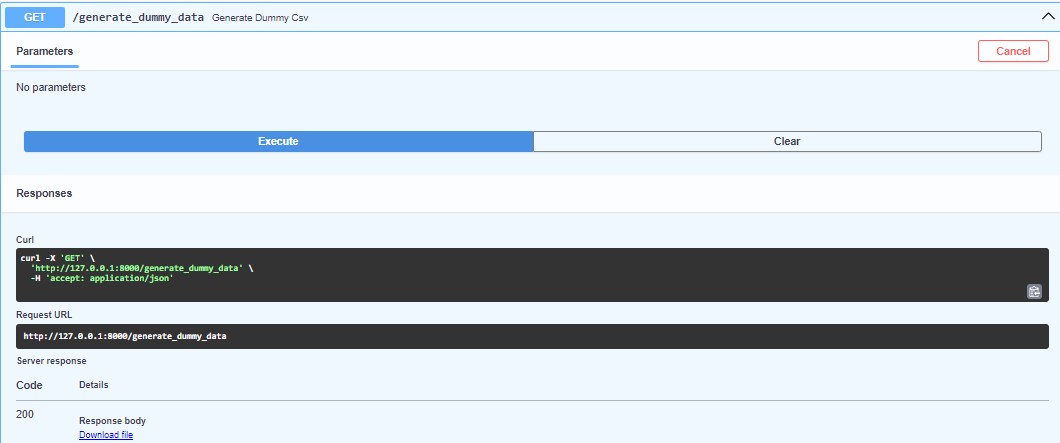 GET /generate_dummy_data Generate Dummy Csv
Parameters Cancel
No parameters
Execute Clear
Responses
Curl
curl -X 'GET' \
'http://127.0.0.1:8000/generate_dummy_data' \
-H 'accept: application/json'
Request URL
http://127.0.0.1:8000/generate_dummy_data
Server response
Code Details
200
Response body
Download file